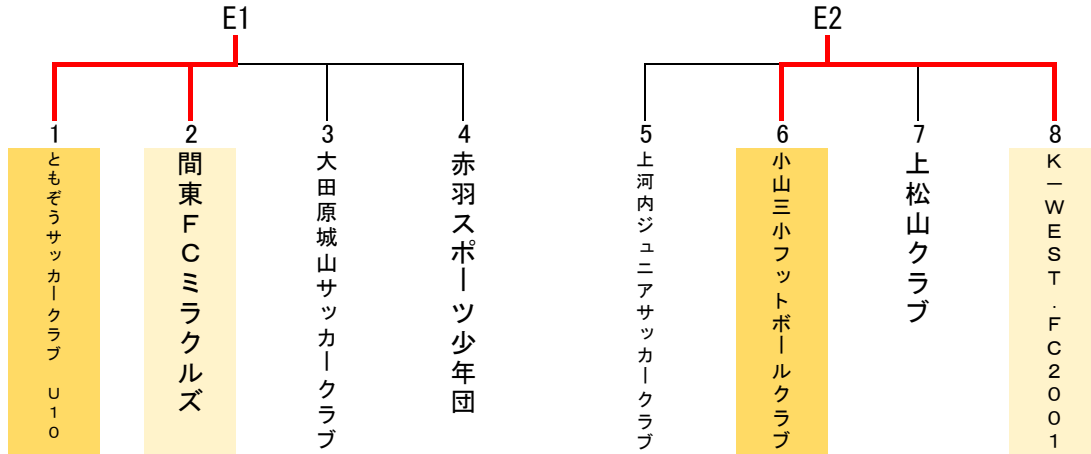 E1
E2
1
2
3
4
5
6
7
8
ともぞうサッカークラブ　U10
間東FCミラクルズ
大田原城山サッカークラブ
赤羽スポーツ少年団
上河内ジュニアサッカークラブ
小山三小フットボールクラブ
上松山クラブ
K－WEST．FC2001